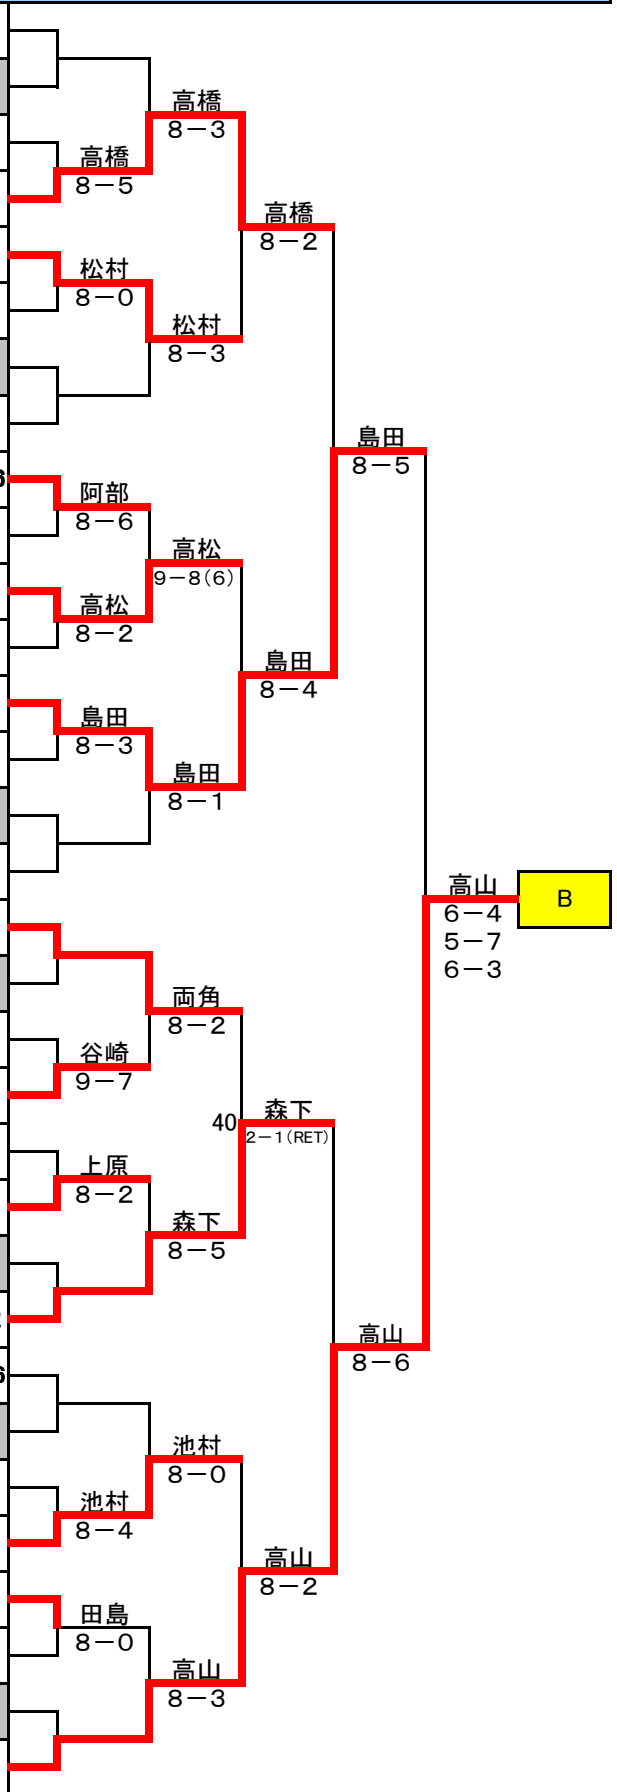 高橋
8－3
高橋
8－5
高橋
8－2
松村
8－0
松村
8－3
島田
8－5
阿部
8－6
高松
9－8(6)
高松
8－2
島田
8－4
島田
8－3
島田
8－1
高山
B
6－4
5－7
6－3
両角
8－2
谷崎
9－7
40
森下
2－1(RET)
上原
8－2
森下
8－5
高山
8－6
池村
8－0
池村
8－4
高山
8－2
田島
8－0
高山
8－3